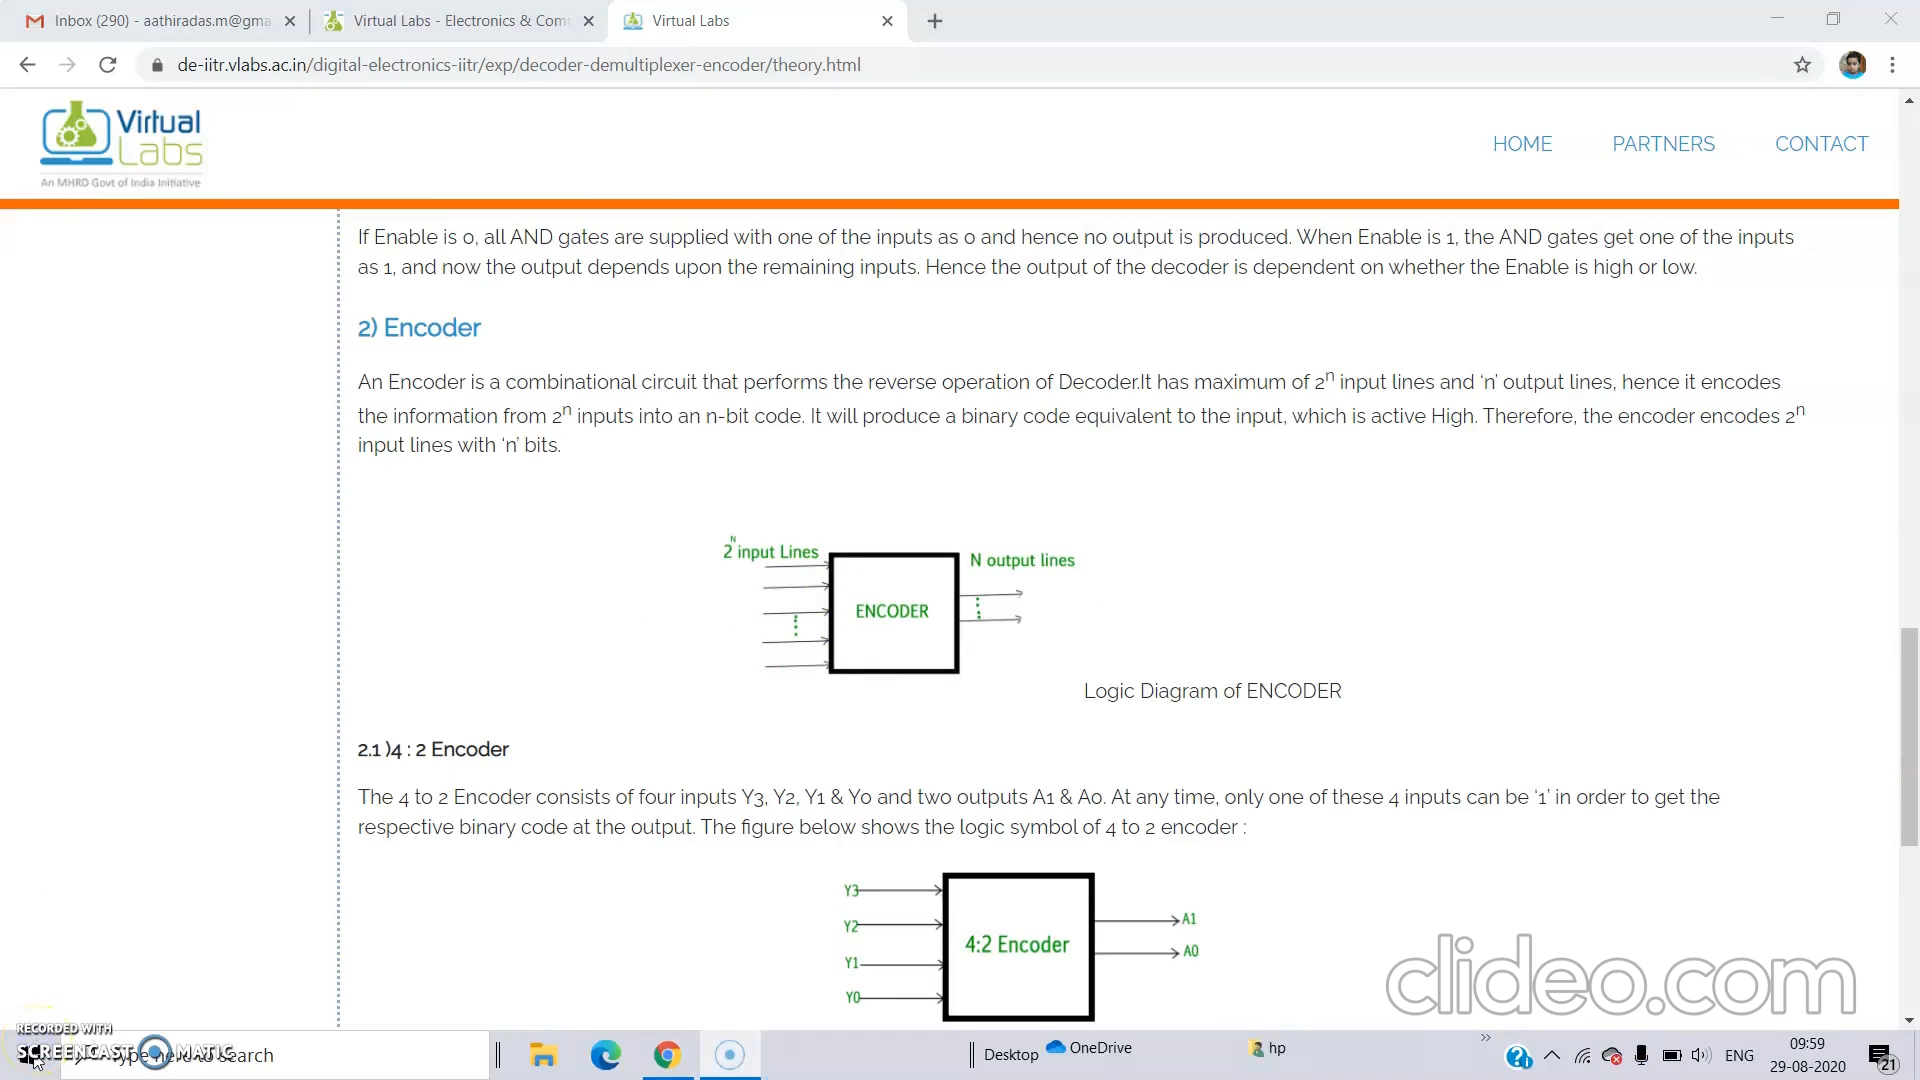 Inbox (290) - aathiradas.m@gma
Virtual Labs - Electronics & Com
Virtual Labs
de-iitr.vlabs.ac.in/digital-electronics-iitr/exp/decoder-demultiplexer-encoder/theory.html
Virtual
Labs
An MHRD Govt of India Initiative
HOME PARTNERS CONTACT
If Enable is 0, all AND gates are supplied with one of the inputs as 0 and hence no output is produced. When Enable is 1, the AND gates get one of the inputs
as 1, and now the output depends upon the remaining inputs. Hence the output of the decoder is dependent on whether the Enable is high or low.
2) Encoder
An Encoder is a combinational circuit that performs the reverse operation of Decoder.It has maximum of 2ⁿ input lines and ‘n’ output lines, hence it encodes
the information from 2ⁿ inputs into an n-bit code. It will produce a binary code equivalent to the input, which is active High. Therefore, the encoder encodes 2ⁿ
input lines with ‘n’ bits.
2ᴺ input Lines
N output lines
ENCODER
Logic Diagram of ENCODER
2.1 )4 : 2 Encoder
The 4 to 2 Encoder consists of four inputs Y3, Y2, Y1 & Y0 and two outputs A1 & A0. At any time, only one of these 4 inputs can be ‘1’ in order to get the
respective binary code at the output. The figure below shows the logic symbol of 4 to 2 encoder :
Y3
Y2
Y1
Y0
4:2 Encoder
A1
A0
clideo.com
RECORDED WITH
SCREENCAST MATIC
Type here to search
Desktop
OneDrive
hp
ENG
09:59
29-08-2020
21